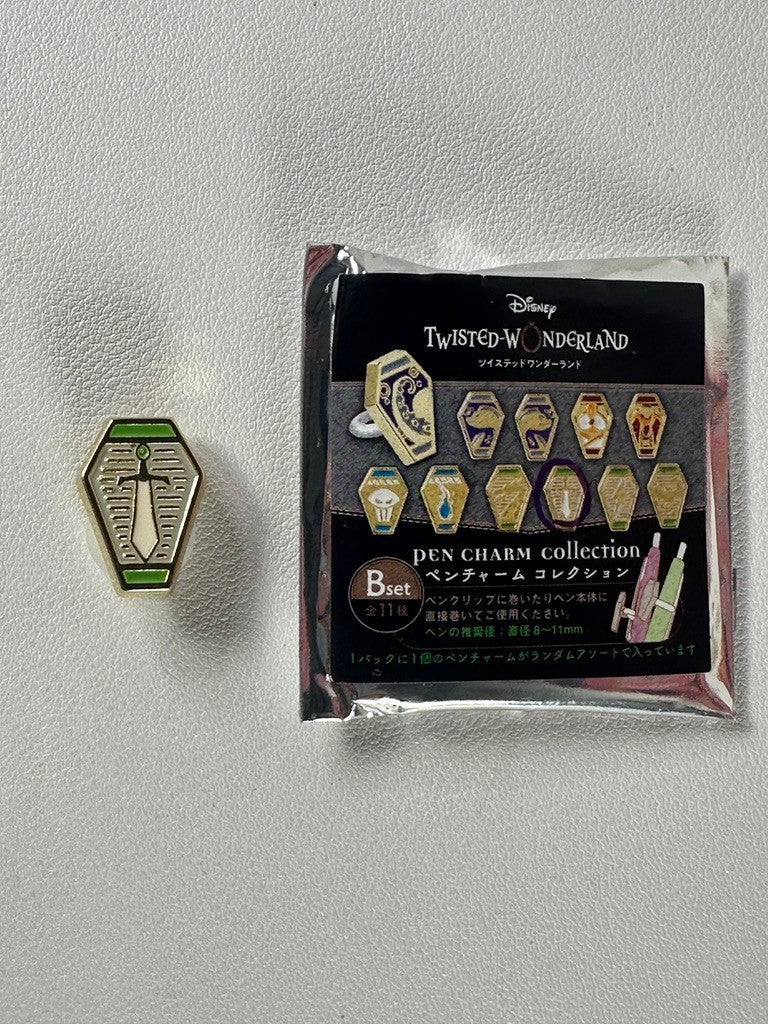 Disney
TWISTED-WONDERLAND
ツイステッドワンダーランド
PEN CHARM collection
ペンチャーム コレクション
B set
全11種
ペンクリップに巻いたりペン本体に
直接巻いてご使用ください。
ペンの推奨径：直径8～11mm
1パックに1個のペンチャームがランダムアソートで入っています